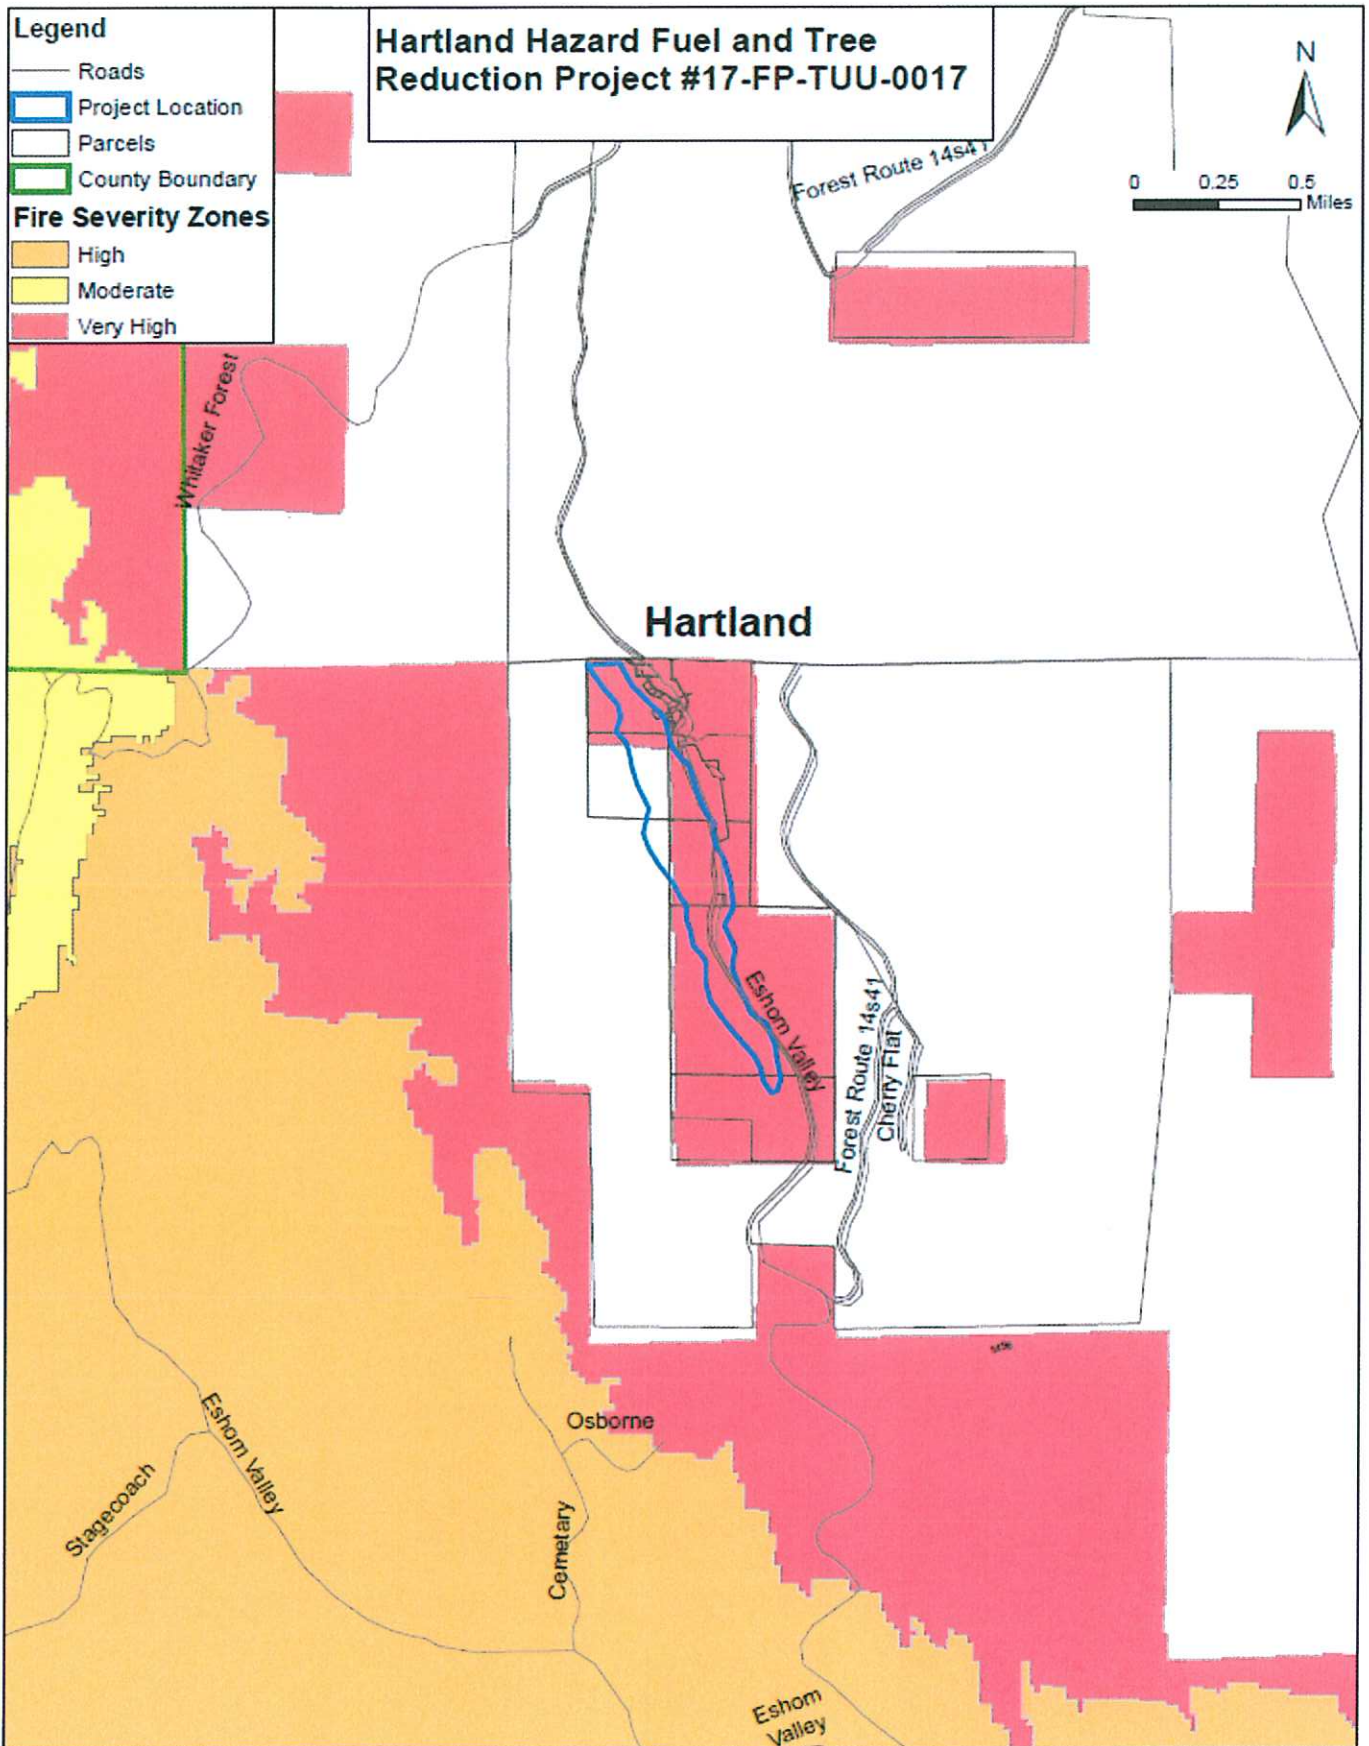 Legend
Roads
Project Location
Parcels
County Boundary
Fire Severity Zones
High
Moderate
Very High
Hartland Hazard Fuel and Tree
Reduction Project #17-FP-TUU-0017
N
0 0.25 0.5
Miles
Forest Route 14s41
Whitaker Forest
Hartland
Eshom Valley
Forest Route 14s41
Cherry Flat
Osborne
Eshom Valley
Stagecoach
Cemetary
Eshom
Valley